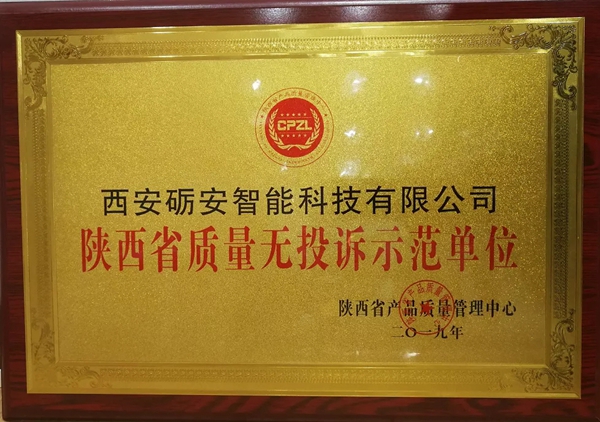 CPZL
西安砺安智能科技有限公司
陕西省质量无投诉示范单位
陕西省产品质量管理中心
二〇一九年